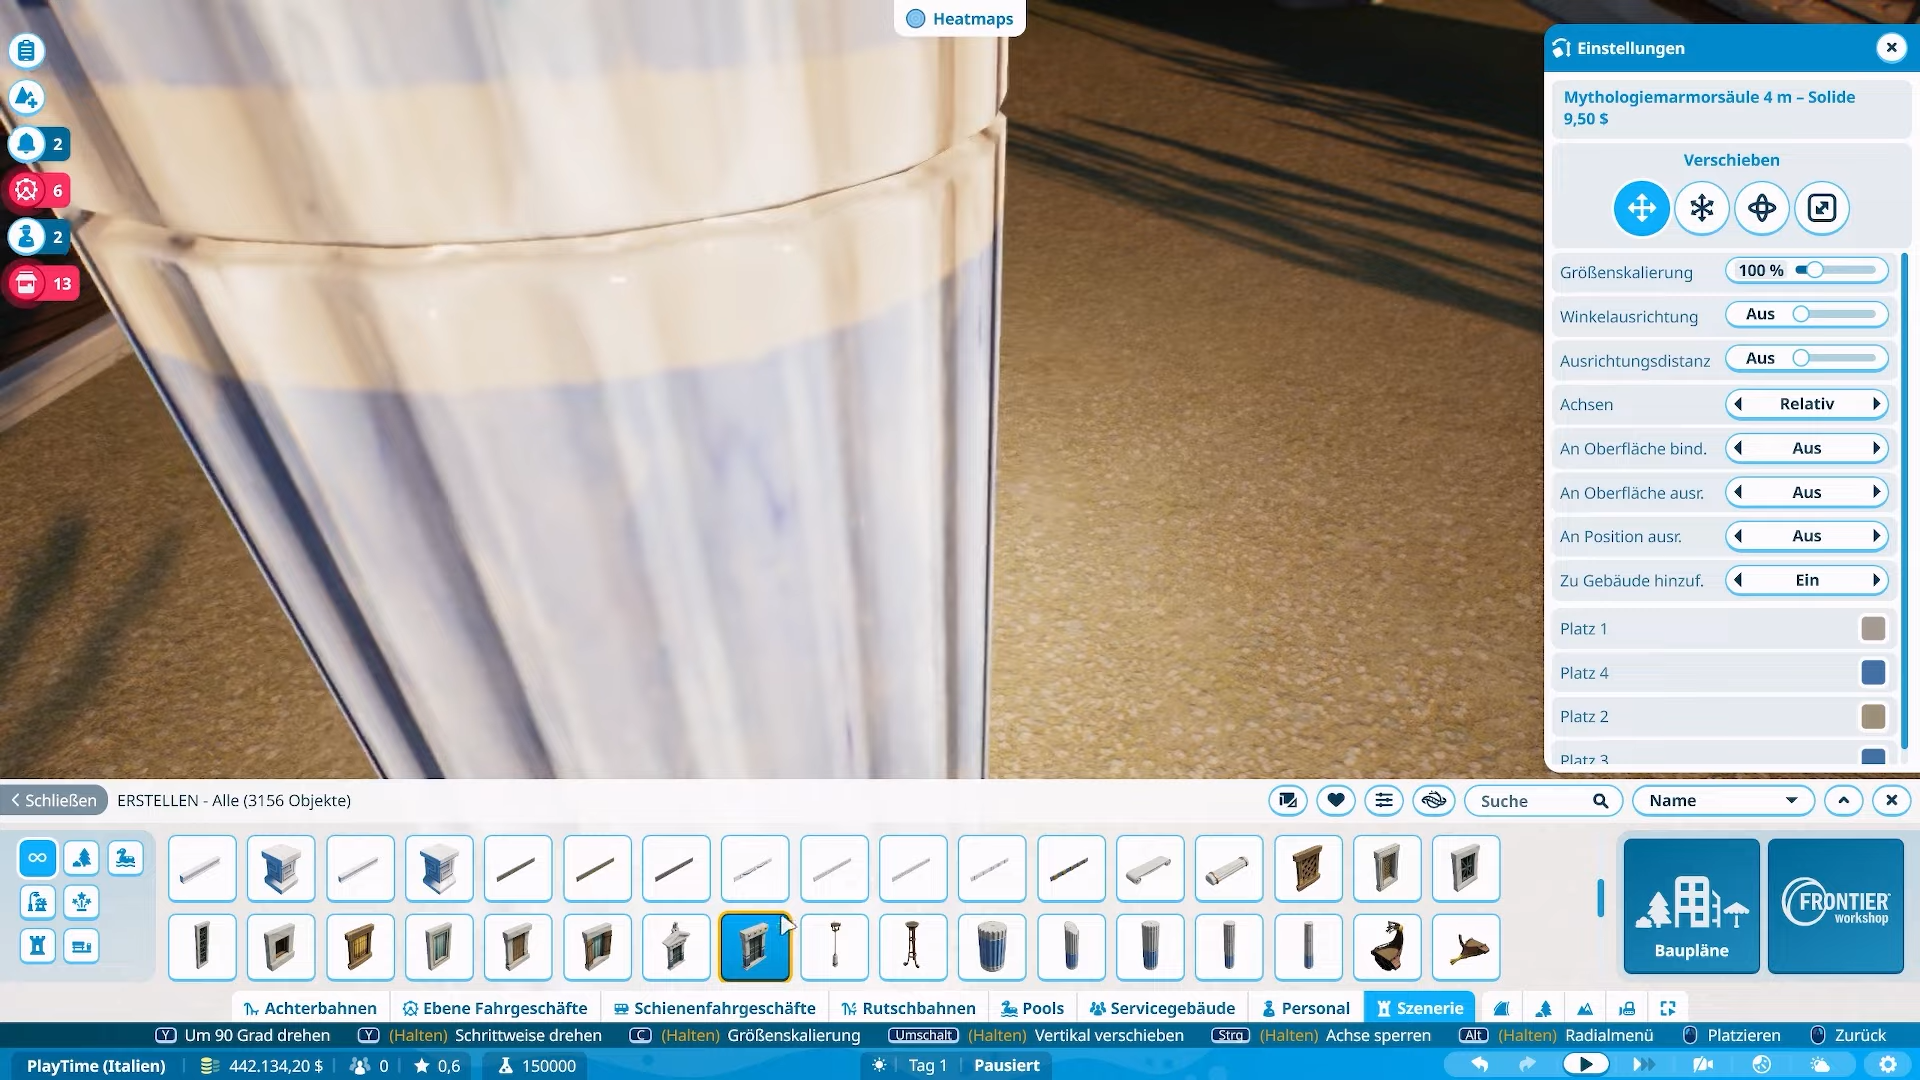 Heatmaps
Einstellungen
2
6
2
13
Mythologiemarmorsäule 4 m – Solide
9,50 $
Verschieben
Größenskalierung 100 %
Winkelausrichtung Aus
Ausrichtungsdistanz Aus
Achsen Relativ
An Oberfläche bind. Aus
An Oberfläche ausr. Aus
An Position ausr. Aus
Zu Gebäude hinzuf. Ein
Platz 1
Platz 4
Platz 2
Platz 3
Schließen ERSTELLEN - Alle (3156 Objekte) Suche Name
Baupläne
FRONTIER
workshop
Achterbahnen Ebene Fahrgeschäfte Schienenfahrgeschäfte Rutschbahnen Pools Servicegebäude Personal Szenerie
Y Um 90 Grad drehen Y (Halten) Schrittweise drehen C (Halten) Größenskalierung Umschalt (Halten) Vertikal verschieben Strg (Halten) Achse sperren Alt (Halten) Radialmenü Platzieren Zurück
PlayTime (Italien) 442.134,20 $ 0 0,6 150000 Tag 1 Pausiert